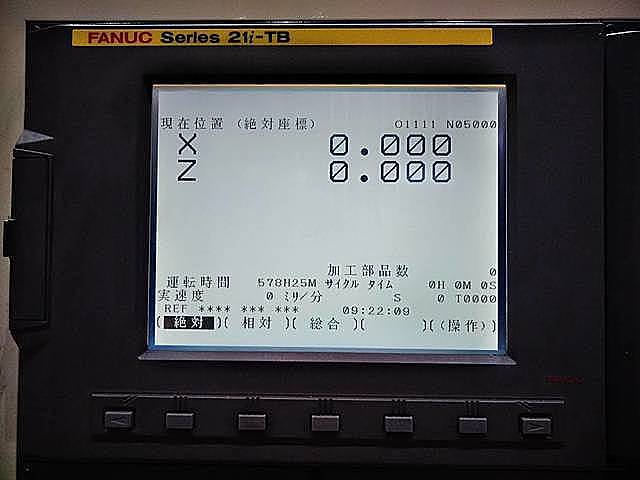 FANUC Series 21i-TB
現在位置 (絶対座標) O1111 N05000
X 0.000
Z 0.000
加工部品数 0
運転時間 578H25M サイクル タイム 0H 0M 0S
実速度 0 ミリ/分 S 0 T0000
REF **** *** *** 09:22:09
[ 絶対 ][ 相対 ][ 総合 ][ ][(操作)]